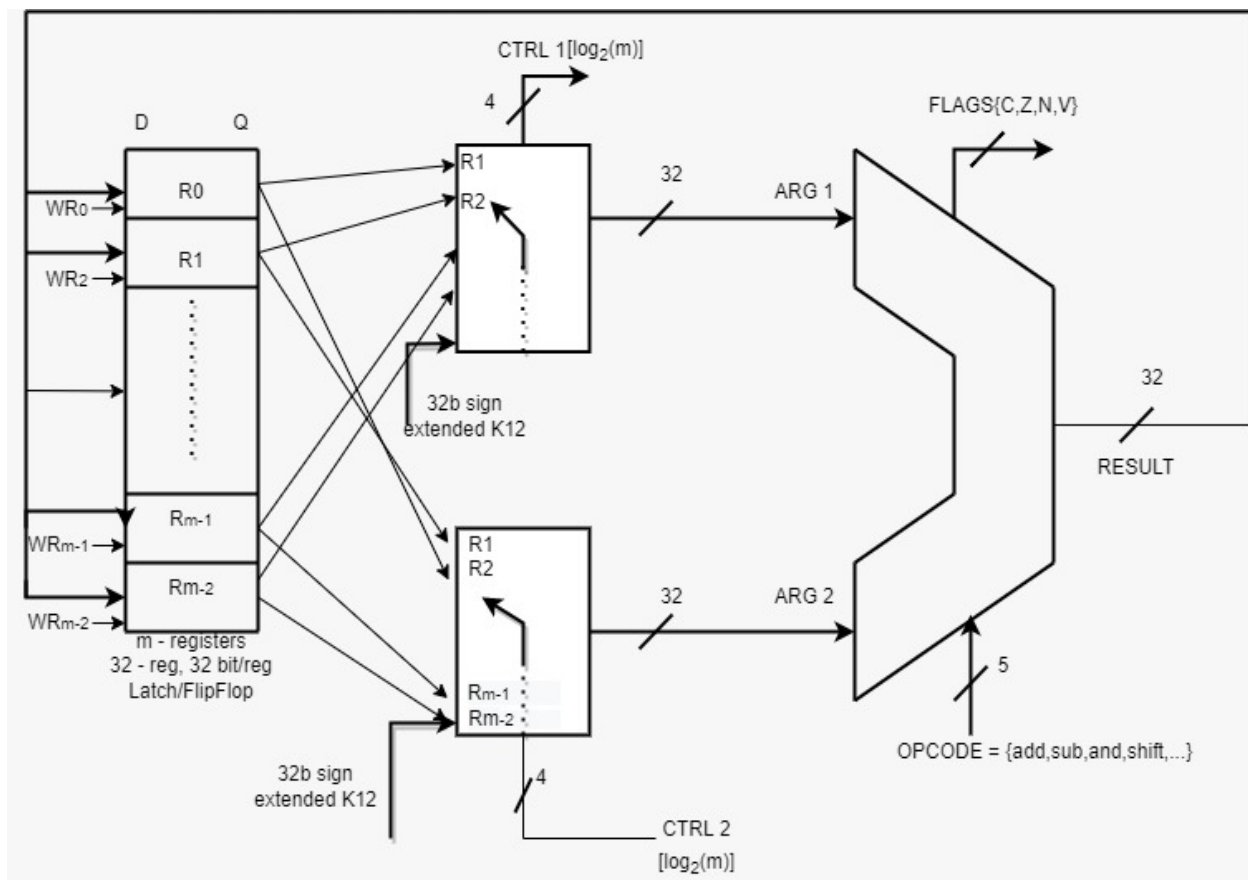 CTRL 1[log2(m)]
4
FLAGS{C,Z,N,V}
D Q
R0
WR0
R1
WR2
R1
R2
32
ARG 1
32b sign
extended K12
32
RESULT
Rm-1
WRm-1
Rm-2
WRm-2
m - registers
32 - reg, 32 bit/reg
Latch/FlipFlop
R1
R2
Rm-1
Rm-2
32
ARG 2
5
OPCODE = {add,sub,and,shift,...}
32b sign
extended K12
4
CTRL 2
[log2(m)]